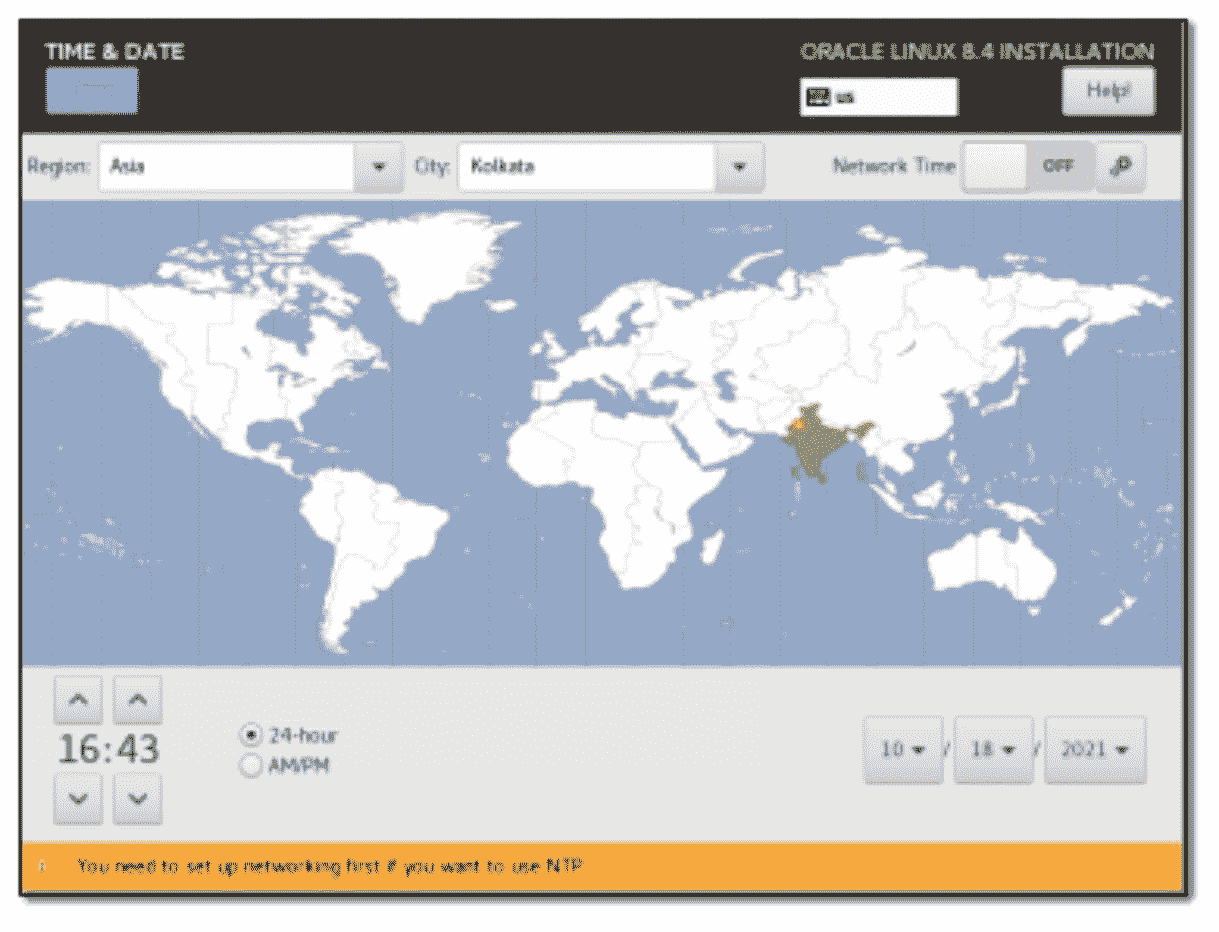 TIME & DATE
ORACLE LINUX 8.4 INSTALLATION
us
Help!
Region: Asia City: Kolkata Network Time OFF
16:43
24-hour
AM/PM
10 / 18 / 2021
You need to set up networking first if you want to use NTP